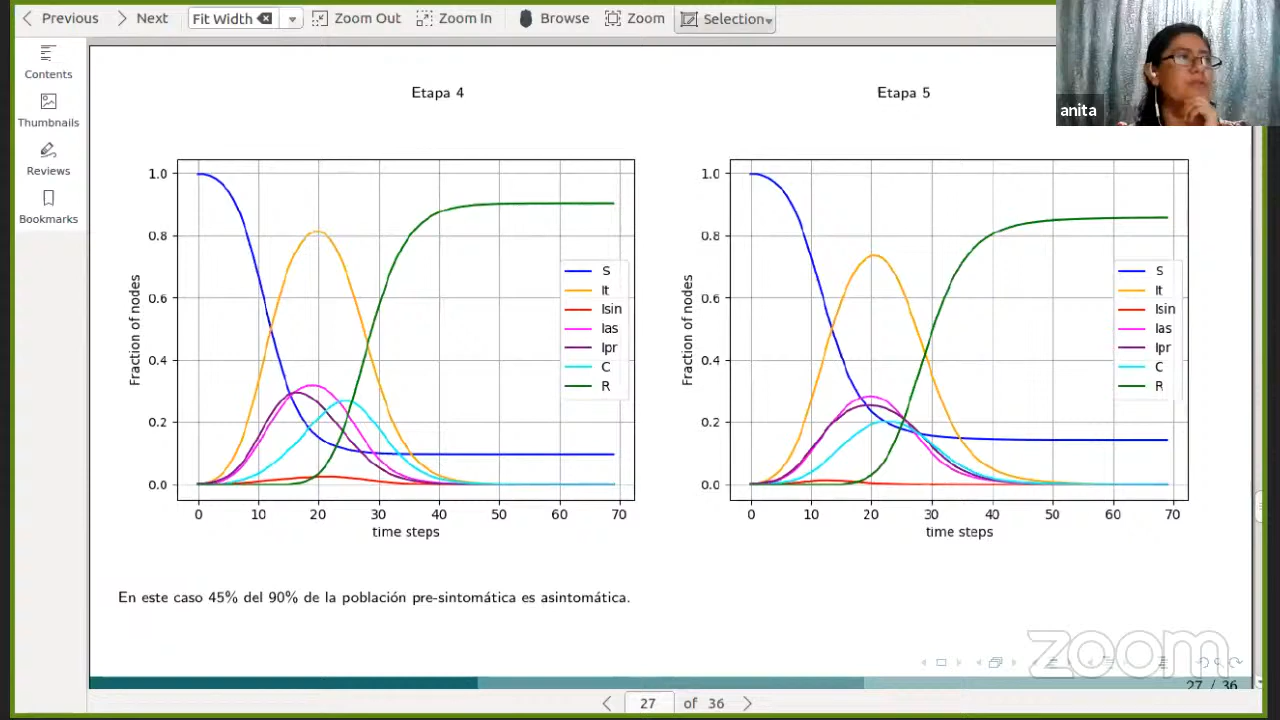 Previous Next Fit Width Zoom Out Zoom In Browse Zoom Selection
Contents
Thumbnails
Reviews
Bookmarks
anita
Etapa 4
Fraction of nodes
1.0
0.8
0.6
0.4
0.2
0.0
0 10 20 30 40 50 60 70
time steps
S
It
Isin
Ias
Ipr
C
R
Etapa 5
Fraction of nodes
1.0
0.8
0.6
0.4
0.2
0.0
0 10 20 30 40 50 60 70
time steps
S
It
Isin
Ias
Ipr
C
R
En este caso 45% del 90% de la población pre-sintomática es asintomática.
zoom
27 / 36
27 of 36